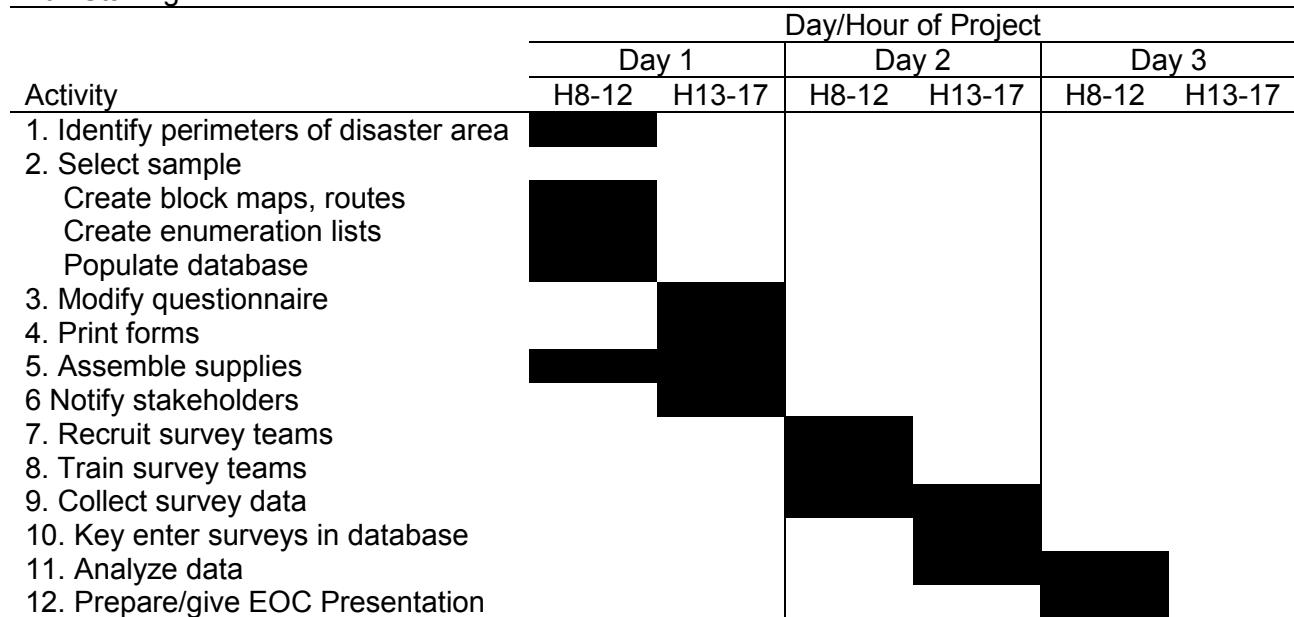 Day/Hour of Project
Day 1 Day 2 Day 3
Activity H8-12 H13-17 H8-12 H13-17 H8-12 H13-17
1. Identify perimeters of disaster area
2. Select sample
Create block maps, routes
Create enumeration lists
Populate database
3. Modify questionnaire
4. Print forms
5. Assemble supplies
6 Notify stakeholders
7. Recruit survey teams
8. Train survey teams
9. Collect survey data
10. Key enter surveys in database
11. Analyze data
12. Prepare/give EOC Presentation